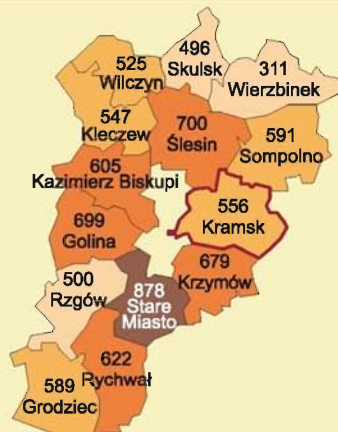 496
Skulsk
525
Wilczyn
311
Wierzbinek
547
Kleczew
700
Ślesin
591
Sompolno
605
Kazimierz Biskupi
556
Kramsk
699
Golina
679
Krzymów
500
Rzgów
878
Stare
Miasto
622
Rychwał
589
Grodziec